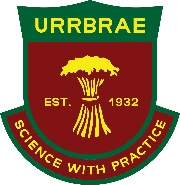 URRBRAE
EST. 1932
SCIENCE WITH PRACTICE